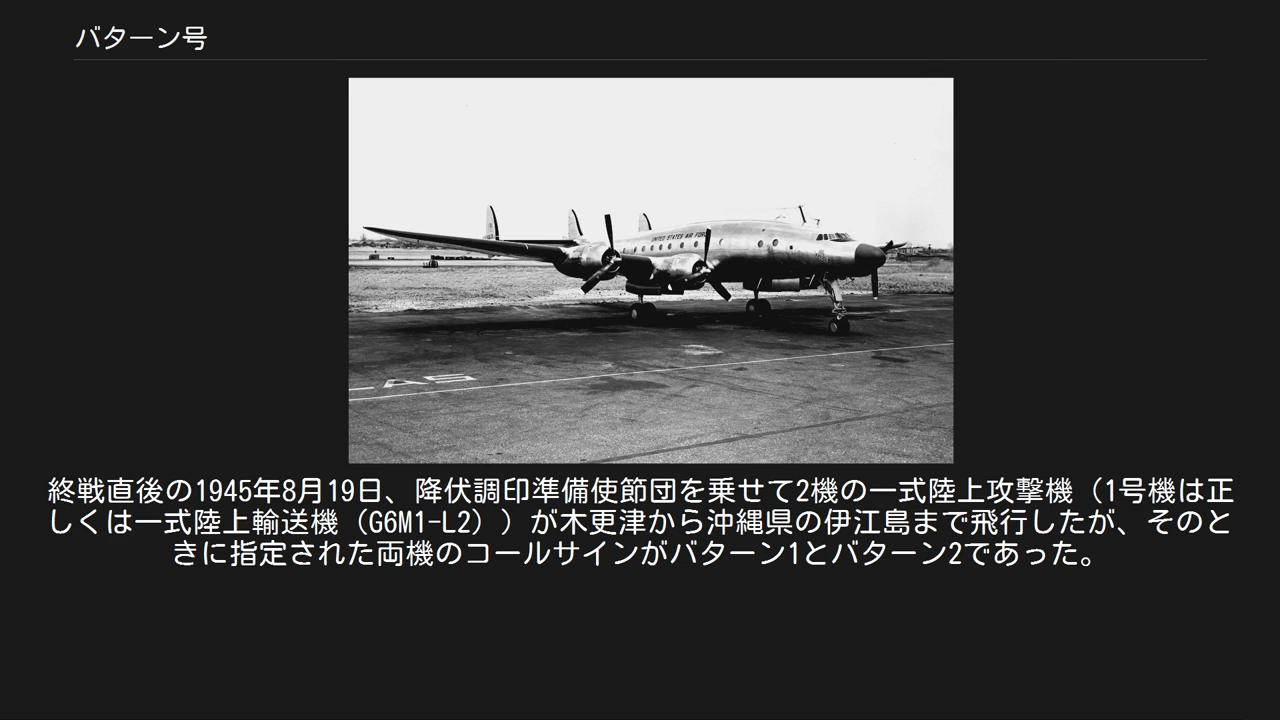 バターン号
UNITED STATES AIR FORCE
終戦直後の1945年8月19日、降伏調印準備使節団を乗せて2機の一式陸上攻撃機（1号機は正
しくは一式陸上輸送機（G6M1-L2））が木更津から沖縄県の伊江島まで飛行したが、そのと
きに指定された両機のコールサインがバターン1とバターン2であった。